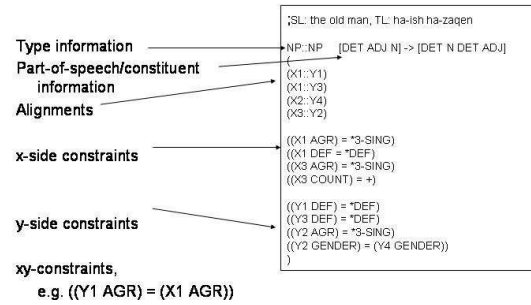 Type information
Part-of-speech/constituent
information
Alignments
x-side constraints
y-side constraints
xy-constraints,
e.g. ((Y1 AGR) = (X1 AGR))
;SL: the old man, TL: ha-ish ha-zaqen
NP::NP [DET ADJ N] -> [DET N DET ADJ]
(
(X1::Y1)
(X1::Y3)
(X2::Y4)
(X3::Y2)
((X1 AGR) = *3-SING)
((X1 DEF = *DEF)
((X3 AGR) = *3-SING)
((X3 COUNT) = +)
((Y1 DEF) = *DEF)
((Y3 DEF) = *DEF)
((Y2 AGR) = *3-SING)
((Y2 GENDER) = (Y4 GENDER))
)